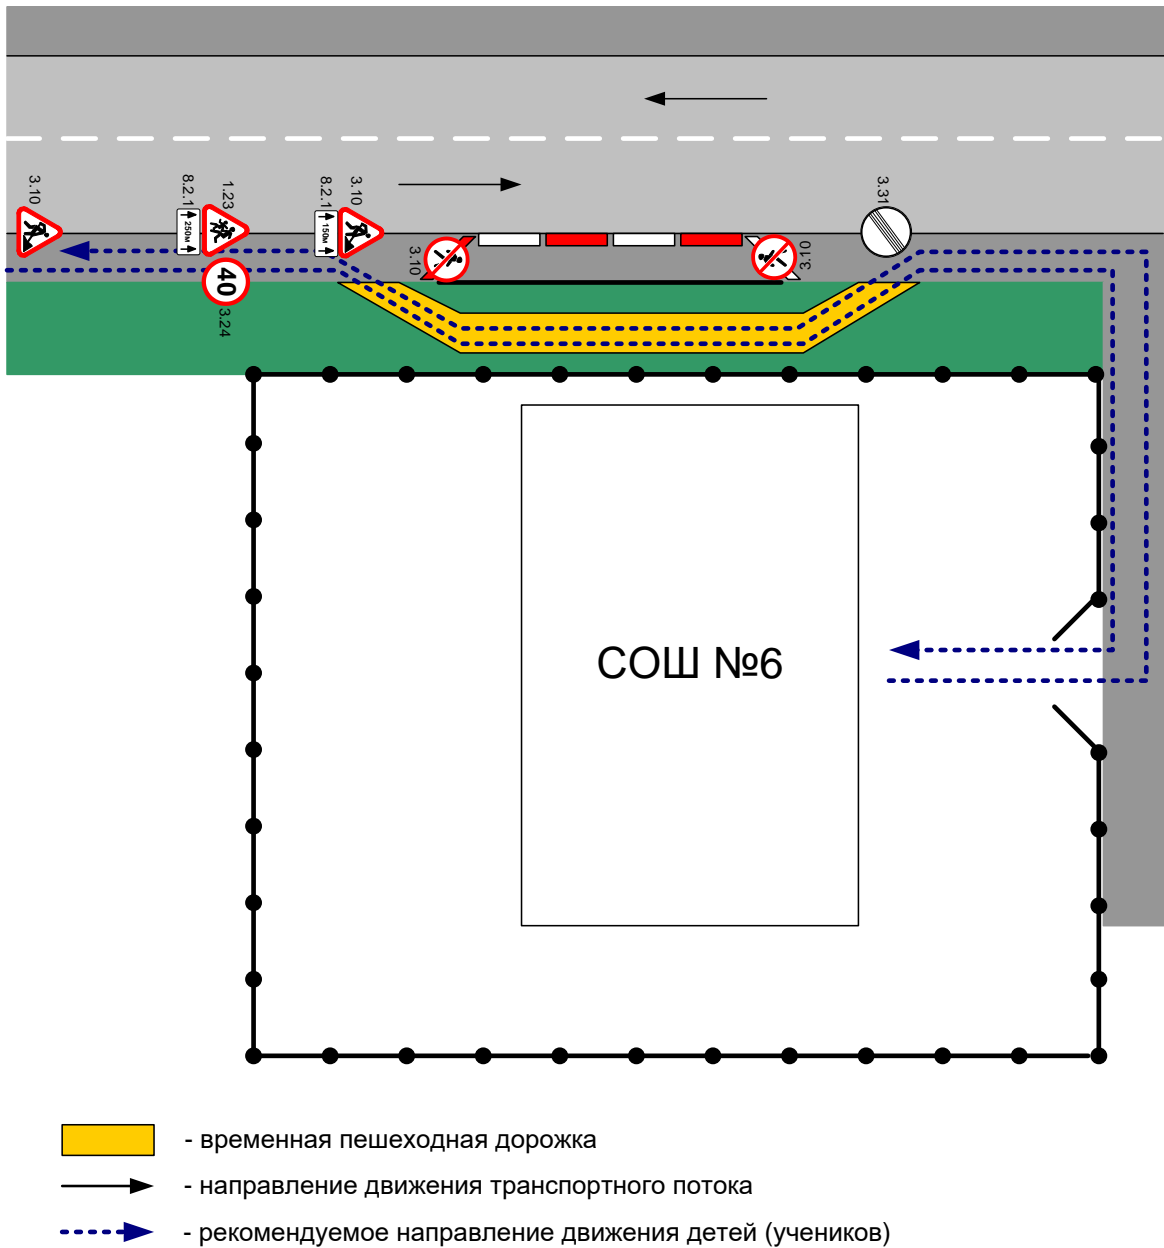 3.10
8.2.1
250м
1.23
40
3.24
8.2.1
150м
3.10
3.10
3.10
3.31
СОШ №6
- временная пешеходная дорожка
- направление движения транспортного потока
- рекомендуемое направление движения детей (учеников)